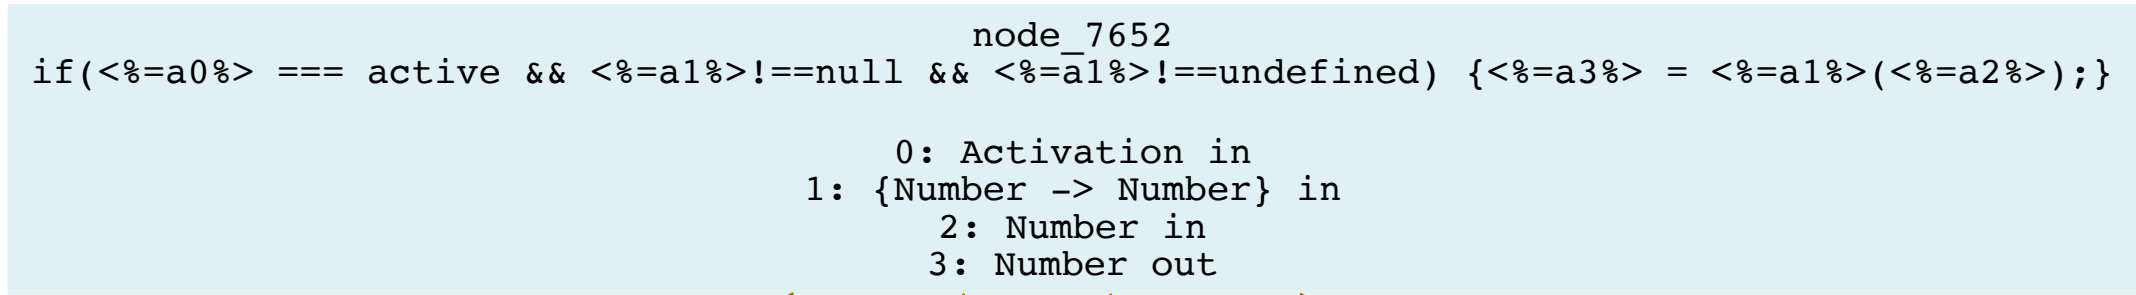 node_7652
if(<%=a0%> === active && <%=a1%>!==null && <%=a1%>!==undefined) {<%=a3%> = <%=a1%>(<%=a2%>);}
0: Activation in
1: {Number -> Number} in
2: Number in
3: Number out